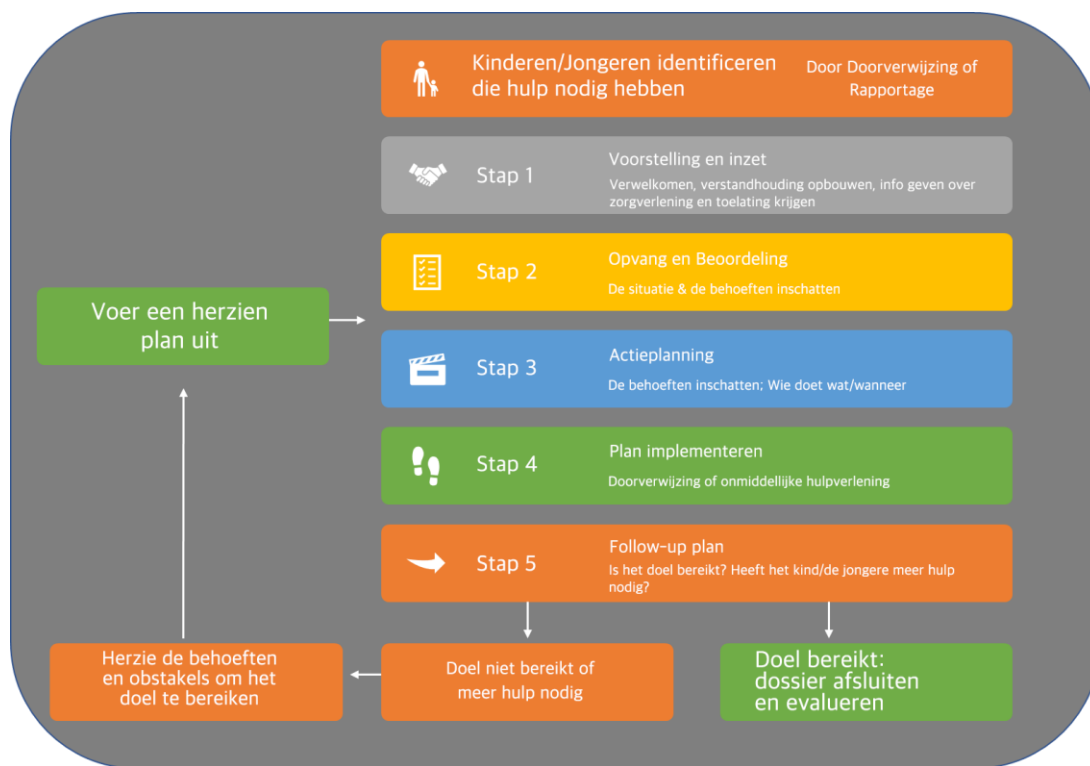 Kinderen/Jongeren identificeren
die hulp nodig hebben
Door Doorverwijzing of
Rapportage
Stap 1
Voorstelling en inzet
Verwelkomen, verstandhouding opbouwen, info geven over
zorgverlening en toelating krijgen
Stap 2
Opvang en Beoordeling
De situatie & de behoeften inschatten
Voer een herzien
plan uit
Stap 3
Actieplanning
De behoeften inschatten; Wie doet wat/wanneer
Stap 4
Plan implementeren
Doorverwijzing of onmiddellijke hulpverlening
Stap 5
Follow-up plan
Is het doel bereikt? Heeft het kind/de jongere meer hulp
nodig?
Herzie de behoeften
en obstakels om het
doel te bereiken
Doel niet bereikt of
meer hulp nodig
Doel bereikt:
dossier afsluiten
en evalueren